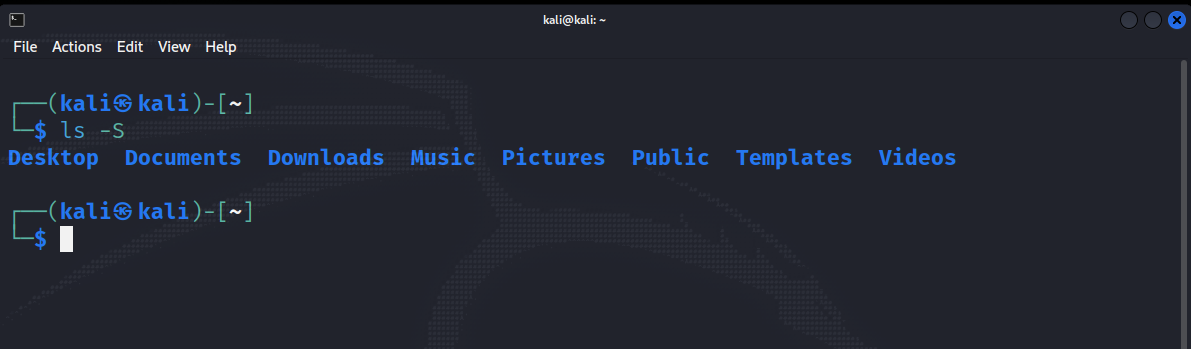 kali@kali: ~
File Actions Edit View Help
┌──(kali㉿kali)-[~]
└─$ ls -S
Desktop Documents Downloads Music Pictures Public Templates Videos
┌──(kali㉿kali)-[~]
└─$